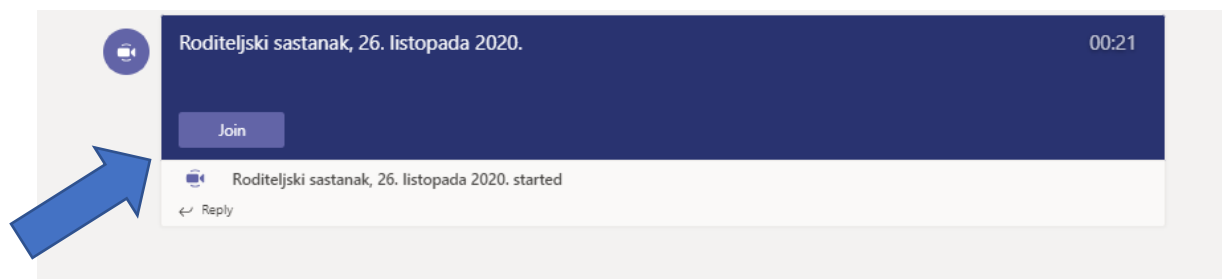 Roditeljski sastanak, 26. listopada 2020.
00:21
Join
Roditeljski sastanak, 26. listopada 2020. started
Reply